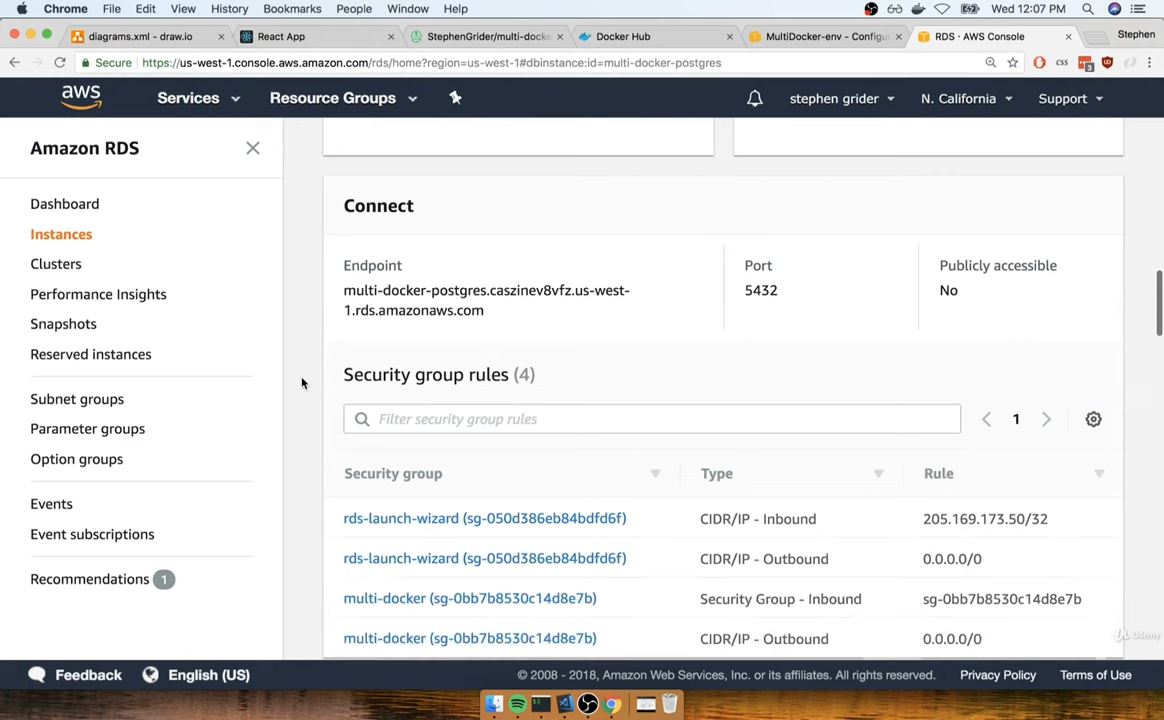 Chrome File Edit View History Bookmarks People Window Help Wed 12:07 PM
diagrams.xml - draw.io
React App
StephenGrider/multi-docke
Docker Hub
MultiDocker-env - Configu
RDS · AWS Console
Stephen
Secure https://us-west-1.console.aws.amazon.com/rds/home?region=us-west-1#dbinstance:id=multi-docker-postgres
CSS
3
aws Services Resource Groups stephen grider N. California Support
Amazon RDS
Dashboard
Instances
Clusters
Performance Insights
Snapshots
Reserved instances
Subnet groups
Parameter groups
Option groups
Events
Event subscriptions
Recommendations 1
Connect
Endpoint
multi-docker-postgres.caszinev8vfz.us-west-
1.rds.amazonaws.com
Port
5432
Publicly accessible
No
Security group rules (4)
Filter security group rules
1
Security group Type Rule
rds-launch-wizard (sg-050d386eb84bdfd6f) CIDR/IP - Inbound 205.169.173.50/32
rds-launch-wizard (sg-050d386eb84bdfd6f) CIDR/IP - Outbound 0.0.0.0/0
multi-docker (sg-0bb7b8530c14d8e7b) Security Group - Inbound sg-0bb7b8530c14d8e7b
multi-docker (sg-0bb7b8530c14d8e7b) CIDR/IP - Outbound 0.0.0.0/0
Udemy
Feedback English (US) © 2008 - 2018, Amazon Web Services, Inc. or its affiliates. All rights reserved. Privacy Policy Terms of Use